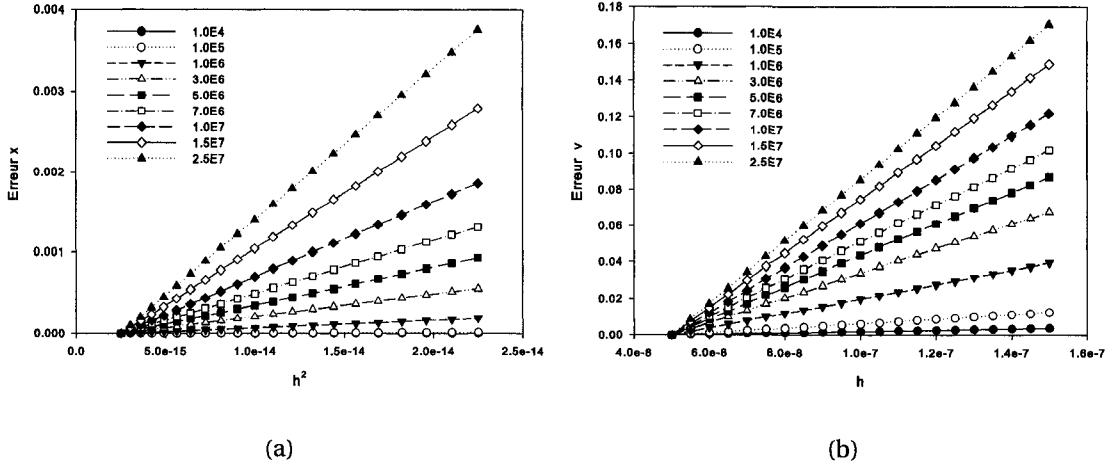 0.004
0.003
0.002
0.001
0.000
Erreur x
1.0E4
1.0E5
1.0E6
3.0E6
5.0E6
7.0E6
1.0E7
1.5E7
2.5E7
0.0
5.0e-15
1.0e-14
1.5e-14
2.0e-14
2.5e-14
h²
(a)
0.18
0.16
0.14
0.12
0.10
0.08
0.06
0.04
0.02
0.00
Erreur v
1.0E4
1.0E5
1.0E6
3.0E6
5.0E6
7.0E6
1.0E7
1.5E7
2.5E7
4.0e-8
6.0e-8
8.0e-8
1.0e-7
1.2e-7
1.4e-7
1.6e-7
h
(b)